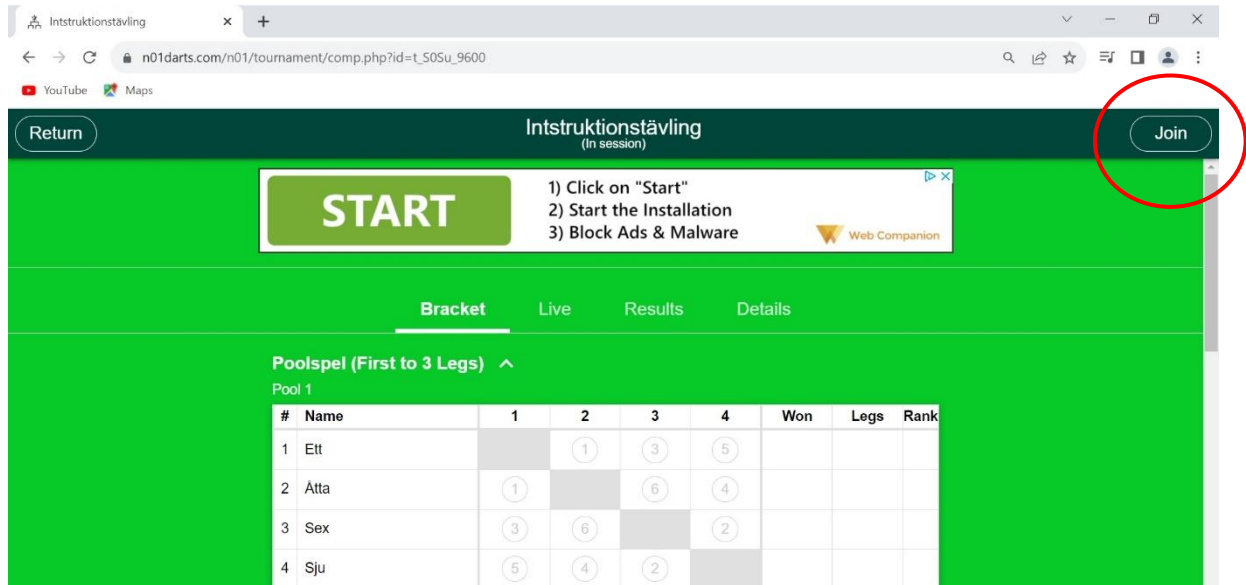 Intstruktionstävling
n01darts.com/n01/tournament/comp.php?id=t_S0Su_9600
YouTube Maps
Return
Intstruktionstävling
(In session)
Join
START
1) Click on "Start"
2) Start the Installation
3) Block Ads & Malware
Web Companion
Bracket Live Results Details
Poolspel (First to 3 Legs)
Pool 1
# Name 1 2 3 4 Won Legs Rank
1 Ett 1 3 5
2 Åtta 1 6 4
3 Sex 3 6 2
4 Sju 5 4 2